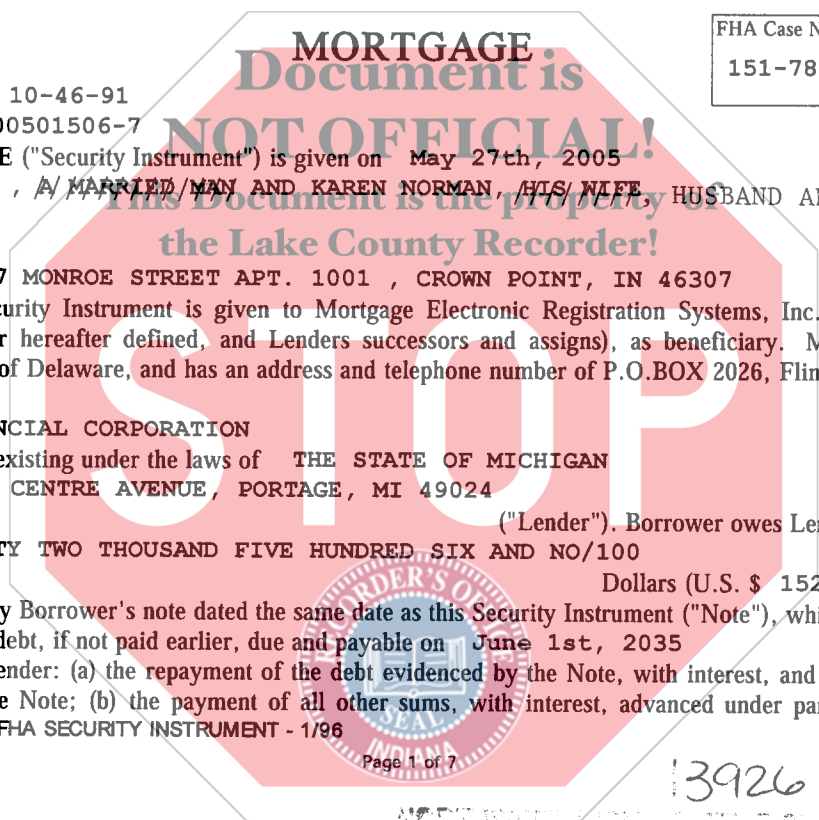 MORTGAGE
FHA Case N
151-78
10-46-91
00501506-7
E ("Security Instrument") is given on May 27th, 2005
, A/ MARRIED/MAN AND KAREN NORMAN, /HIS/ WIFE, HUSBAND A
7 MONROE STREET APT. 1001 , CROWN POINT, IN 46307
curity Instrument is given to Mortgage Electronic Registration Systems, Inc.
r hereafter defined, and Lenders successors and assigns), as beneficiary. M
of Delaware, and has an address and telephone number of P.O.BOX 2026, Flin
NCIAL CORPORATION
existing under the laws of THE STATE OF MICHIGAN
CENTRE AVENUE, PORTAGE, MI 49024
("Lender"). Borrower owes Len
TY TWO THOUSAND FIVE HUNDRED SIX AND NO/100
Dollars (U.S. $ 152
y Borrower's note dated the same date as this Security Instrument ("Note"), whi
debt, if not paid earlier, due and payable on June 1st, 2035
ender: (a) the repayment of the debt evidenced by the Note, with interest, and
e Note; (b) the payment of all other sums, with interest, advanced under par
FHA SECURITY INSTRUMENT - 1/96
Page 1 of 7
3926
Document is
NOT OFFICIAL!
This Document is the property of
the Lake County Recorder!
STOP
RECORDER'S OFFICE
SEAL
INDIANA